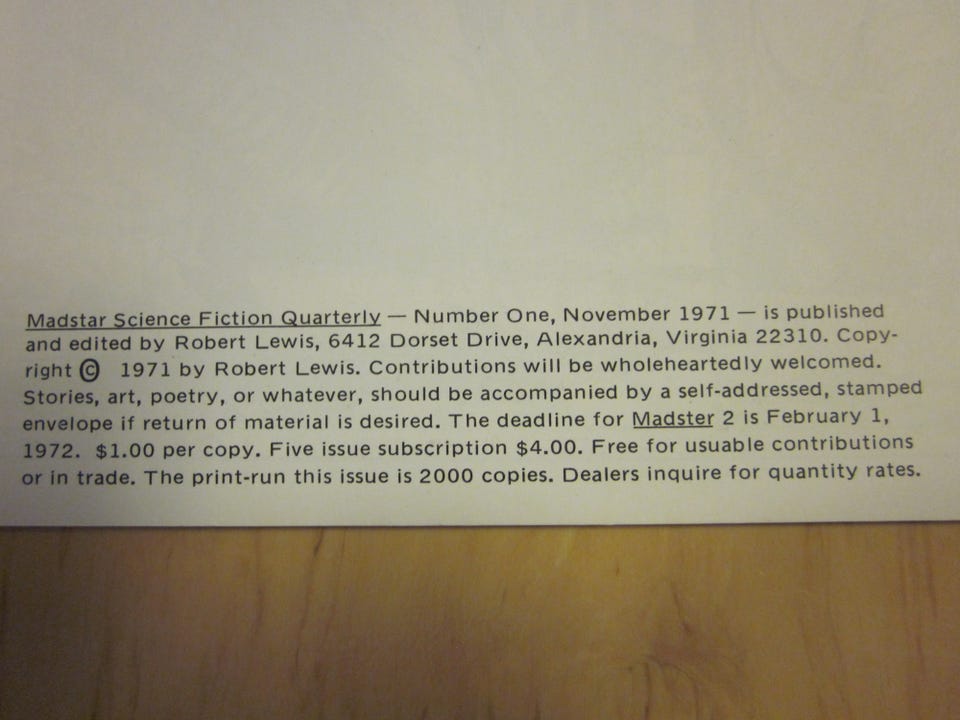 Madstar Science Fiction Quarterly — Number One, November 1971 — is published
and edited by Robert Lewis, 6412 Dorset Drive, Alexandria, Virginia 22310. Copy-
right © 1971 by Robert Lewis. Contributions will be wholeheartedly welcomed.
Stories, art, poetry, or whatever, should be accompanied by a self-addressed, stamped
envelope if return of material is desired. The deadline for Madster 2 is February 1,
1972. $1.00 per copy. Five issue subscription $4.00. Free for usuable contributions
or in trade. The print-run this issue is 2000 copies. Dealers inquire for quantity rates.